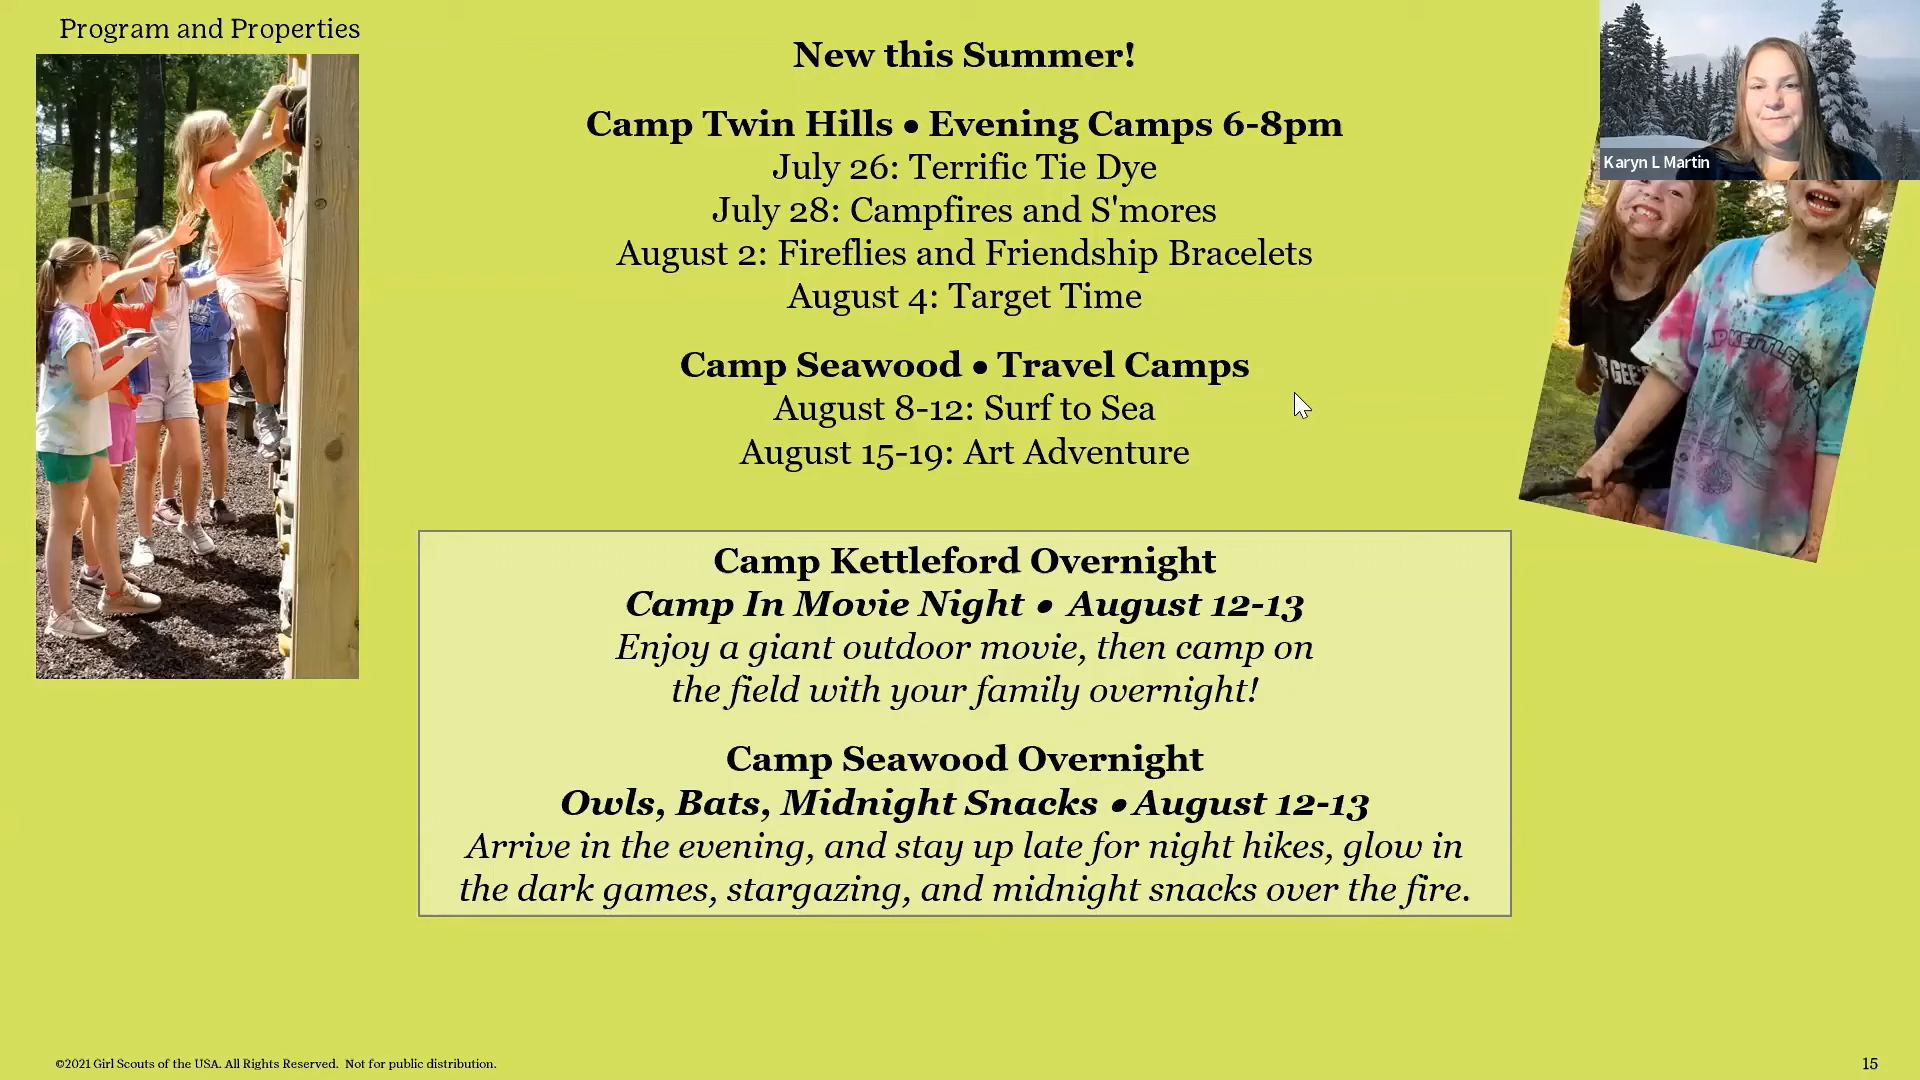 Program and Properties
New this Summer!
Camp Twin Hills ● Evening Camps 6-8pm
July 26: Terrific Tie Dye
July 28: Campfires and S'mores
August 2: Fireflies and Friendship Bracelets
August 4: Target Time
Camp Seawood ● Travel Camps
August 8-12: Surf to Sea
August 15-19: Art Adventure
Camp Kettleford Overnight
Camp In Movie Night ● August 12-13
Enjoy a giant outdoor movie, then camp on
the field with your family overnight!
Camp Seawood Overnight
Owls, Bats, Midnight Snacks ● August 12-13
Arrive in the evening, and stay up late for night hikes, glow in
the dark games, stargazing, and midnight snacks over the fire.
Karyn L Martin
©2021 Girl Scouts of the USA. All Rights Reserved. Not for public distribution.
15